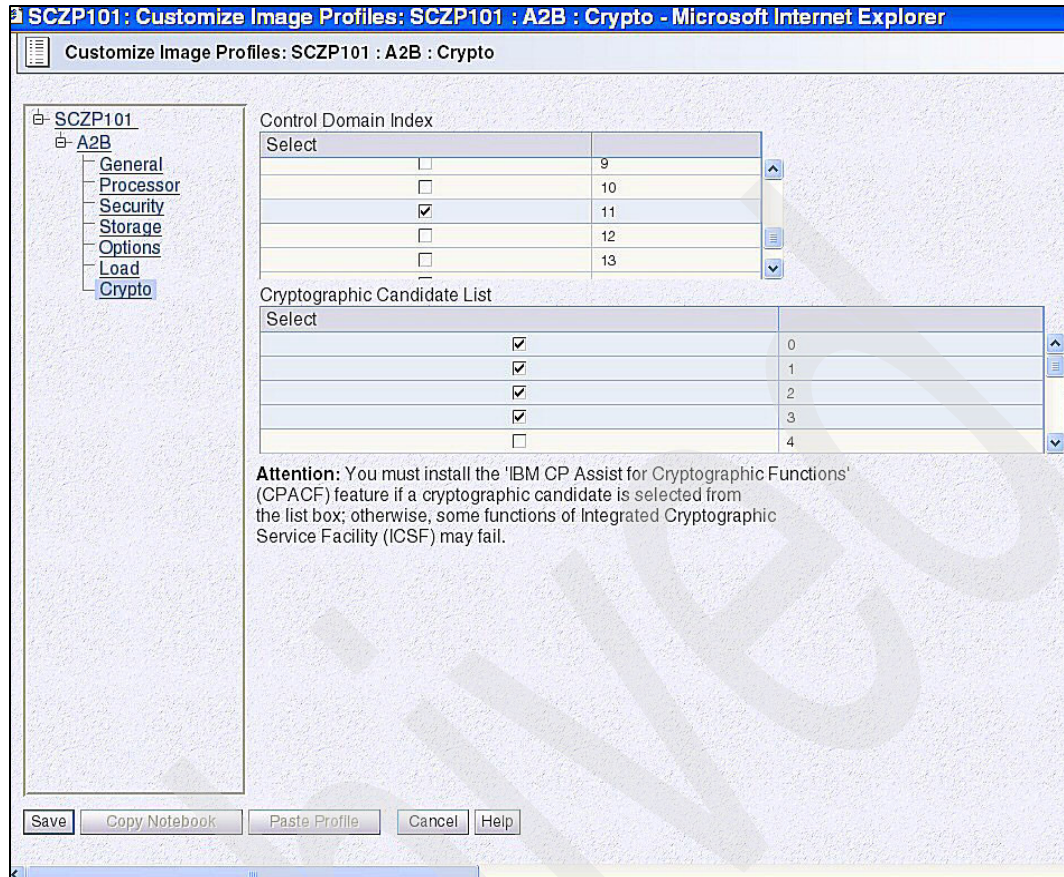 SCZP101: Customize Image Profiles: SCZP101 : A2B : Crypto - Microsoft Internet Explorer
Customize Image Profiles: SCZP101 : A2B : Crypto
SCZP101
A2B
General
Processor
Security
Storage
Options
Load
Crypto
Control Domain Index
Select
9
10
11
12
13
Cryptographic Candidate List
Select
0
1
2
3
4
Attention: You must install the 'IBM CP Assist for Cryptographic Functions'
(CPACF) feature if a cryptographic candidate is selected from
the list box; otherwise, some functions of Integrated Cryptographic
Service Facility (ICSF) may fail.
Save
Copy Notebook
Paste Profile
Cancel
Help